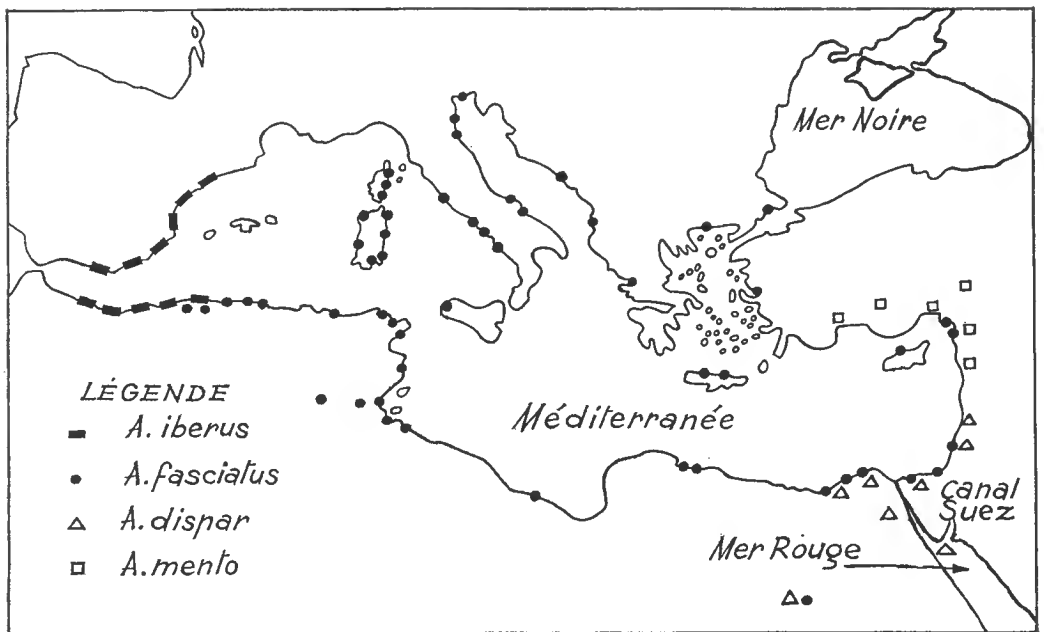 Mer Noire
LÉGENDE
A. iberus
A. fasciatus
A. dispar
A. mento
Méditerranée
Canal
Suez
Mer Rouge